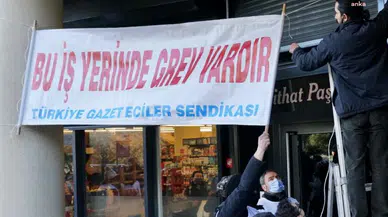 anka
BU İŞ YERİNDE GREV VARDIR
TÜRKİYE GAZETECİLER SENDİKASI
ithat Paş